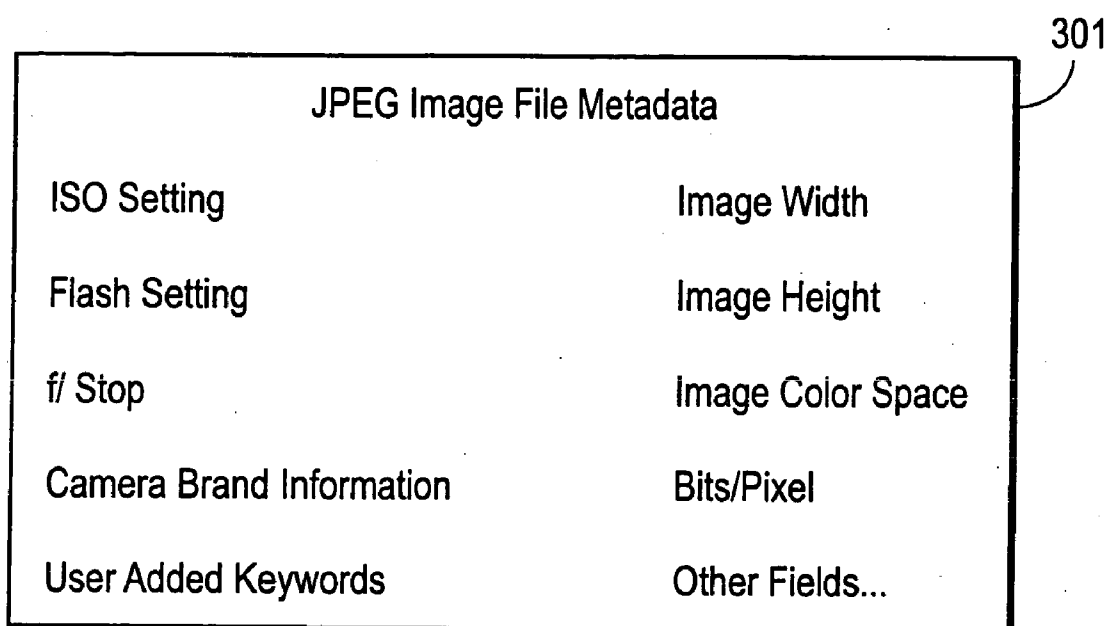 301
JPEG Image File Metadata
ISO Setting
Image Width
Flash Setting
Image Height
f/ Stop
Image Color Space
Camera Brand Information
Bits/Pixel
User Added Keywords
Other Fields...